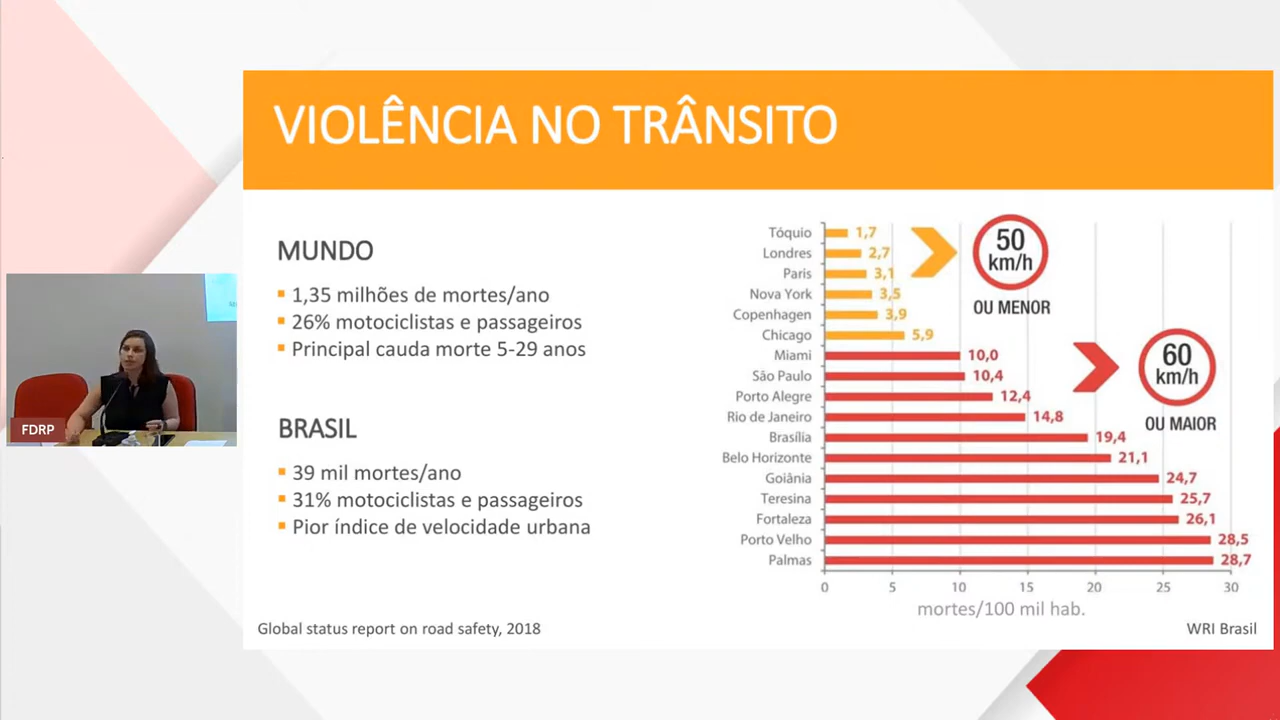 VIOLÊNCIA NO TRÂNSITO
MUNDO
1,35 milhões de mortes/ano
26% motociclistas e passageiros
Principal cauda morte 5-29 anos
BRASIL
39 mil mortes/ano
31% motociclistas e passageiros
Pior índice de velocidade urbana
Global status report on road safety, 2018
Tóquio 1,7
Londres 2,7
Paris 3,1
Nova York 3,5
Copenhagen 3,9
Chicago 5,9
Miami 10,0
São Paulo 10,4
Porto Alegre 12,4
Rio de Janeiro 14,8
Brasília 19,4
Belo Horizonte 21,1
Goiânia 24,7
Teresina 25,7
Fortaleza 26,1
Porto Velho 28,5
Palmas 28,7
0 5 10 15 20 25 30
mortes/100 mil hab.
50
km/h
OU MENOR
60
km/h
OU MAIOR
WRI Brasil
FDRP